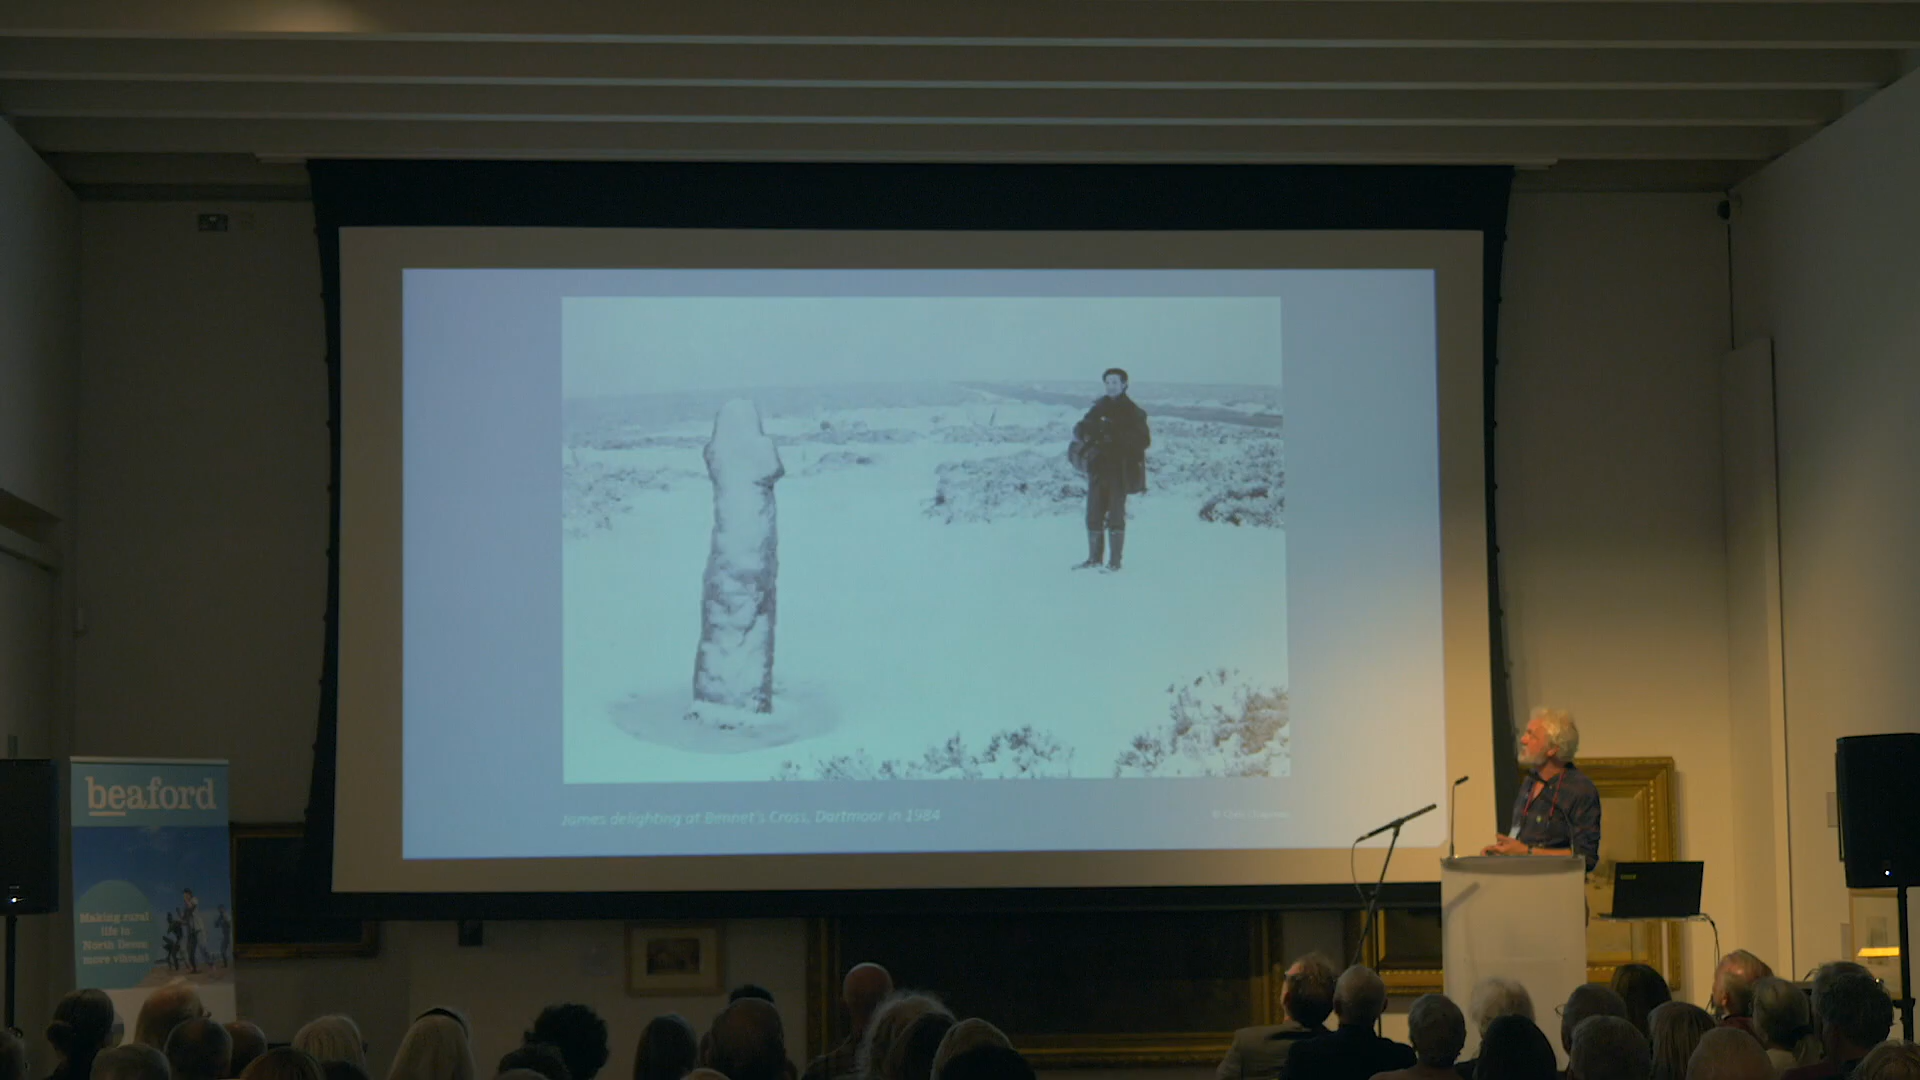 James delighting at Bennet's Cross, Dartmoor in 1984
beaford
Making rural
life in
North Devon
more vibrant